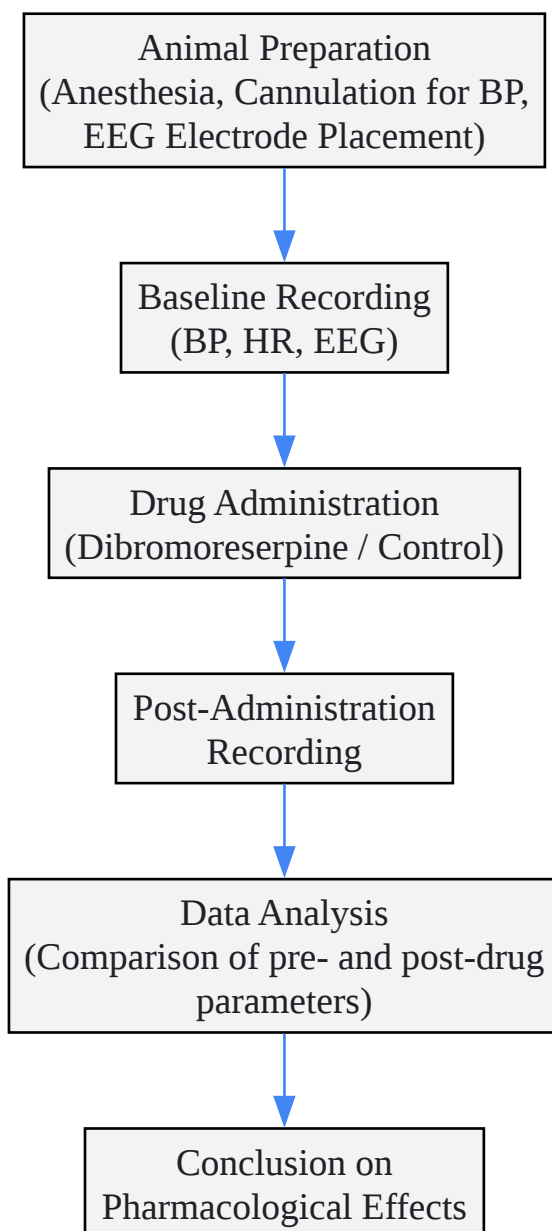 Animal Preparation
(Anesthesia, Cannulation for BP,
EEG Electrode Placement)
Baseline Recording
(BP, HR, EEG)
Drug Administration
(Dibromoreserpine / Control)
Post-Administration
Recording
Data Analysis
(Comparison of pre- and post-drug
parameters)
Conclusion on
Pharmacological Effects